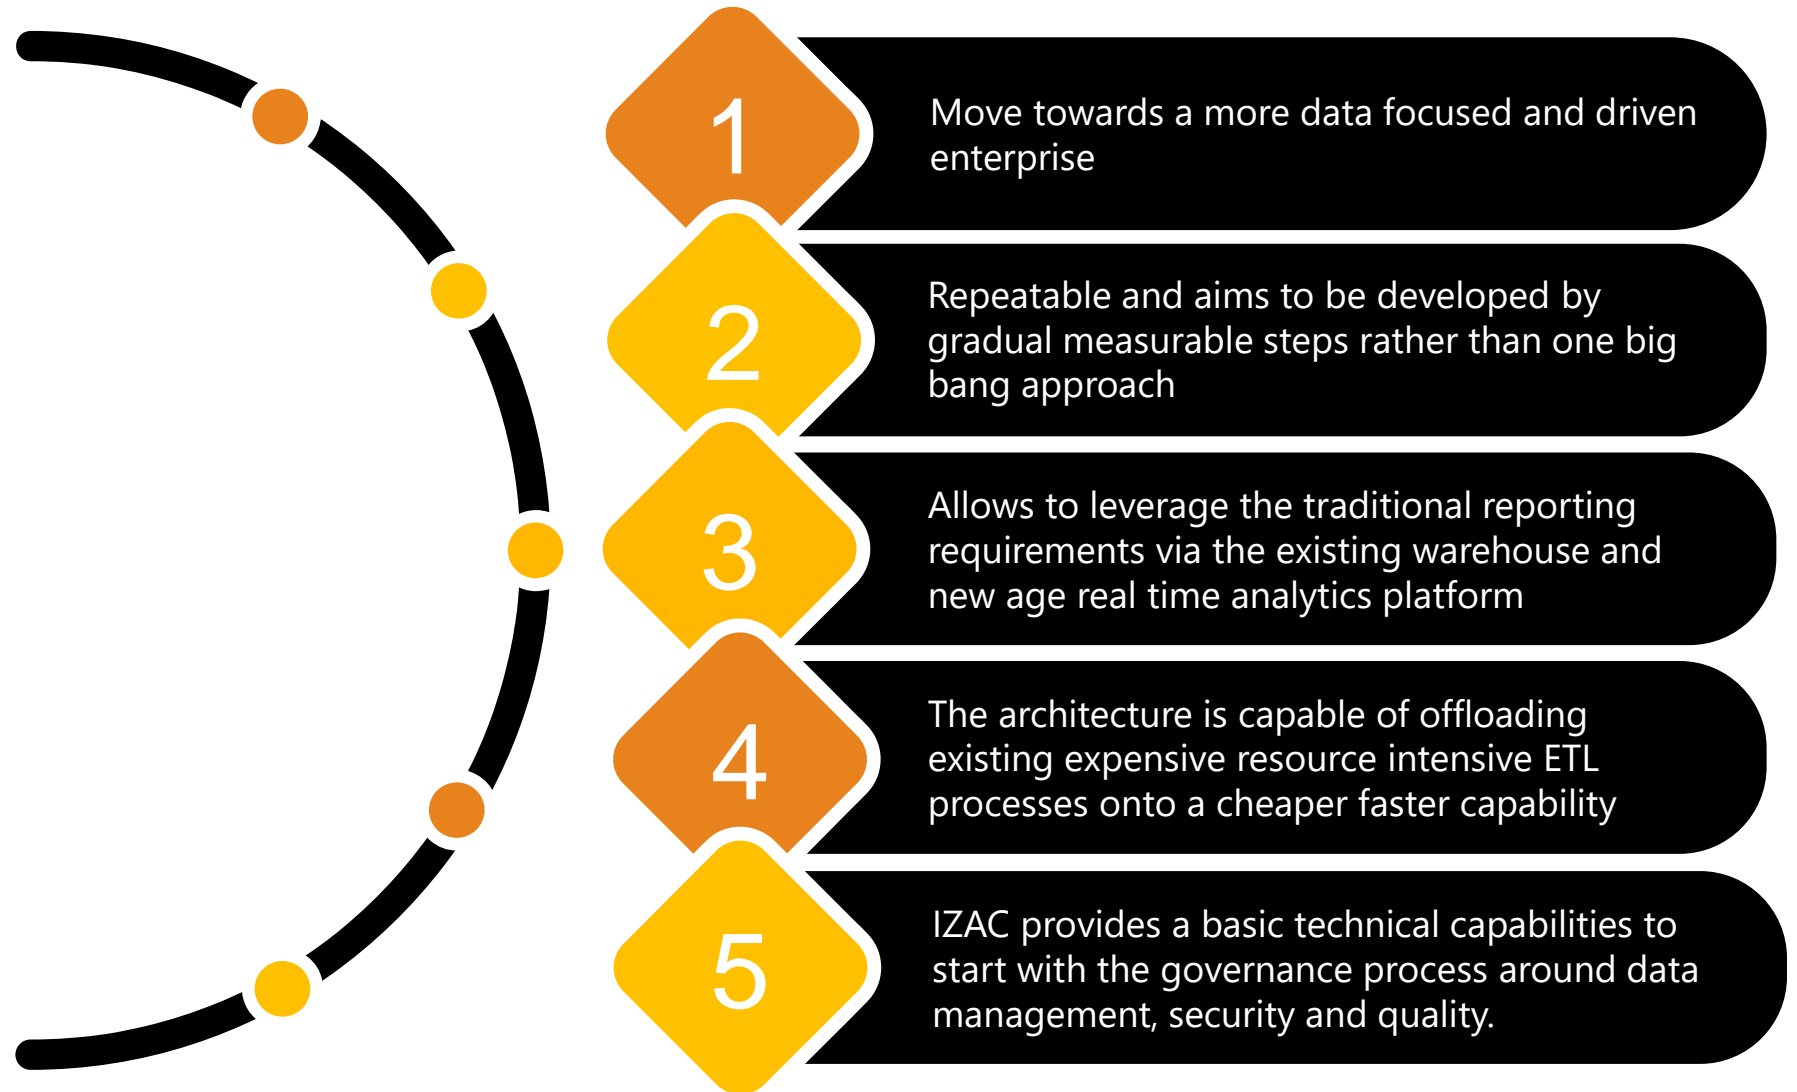 1
Move towards a more data focused and driven
enterprise
2
Repeatable and aims to be developed by
gradual measurable steps rather than one big
bang approach
3
Allows to leverage the traditional reporting
requirements via the existing warehouse and
new age real time analytics platform
4
The architecture is capable of offloading
existing expensive resource intensive ETL
processes onto a cheaper faster capability
5
IZAC provides a basic technical capabilities to
start with the governance process around data
management, security and quality.